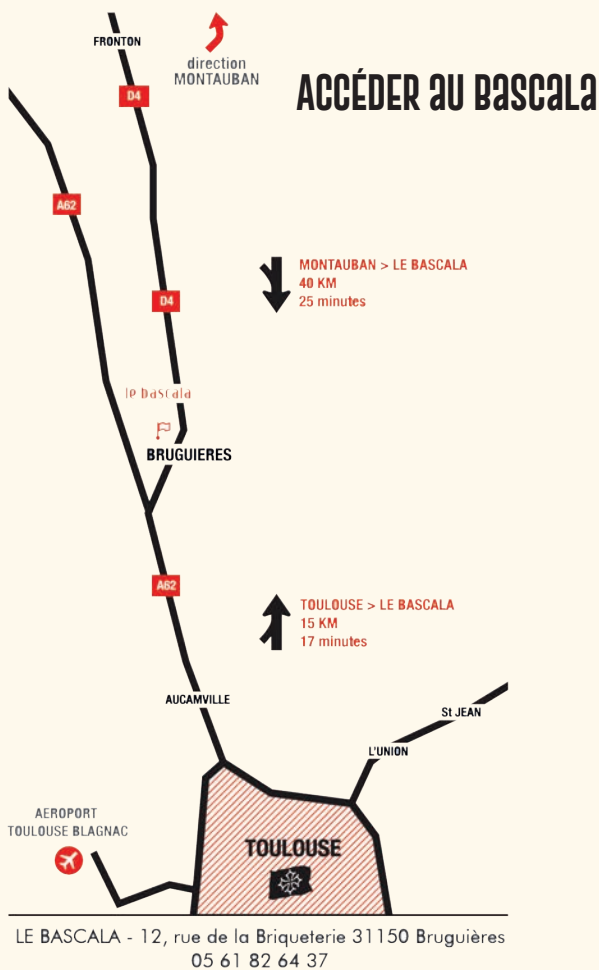 FRONTON
direction
MONTAUBAN
ACCÉDER AU BASCALA
D4
A62
MONTAUBAN > LE BASCALA
40 KM
25 minutes
D4
le bascala
BRUGUIERES
A62
TOULOUSE > LE BASCALA
15 KM
17 minutes
AUCAMVILLE
St JEAN
L'UNION
AEROPORT
TOULOUSE BLAGNAC
TOULOUSE
LE BASCALA - 12, rue de la Briqueterie 31150 Bruguières
05 61 82 64 37